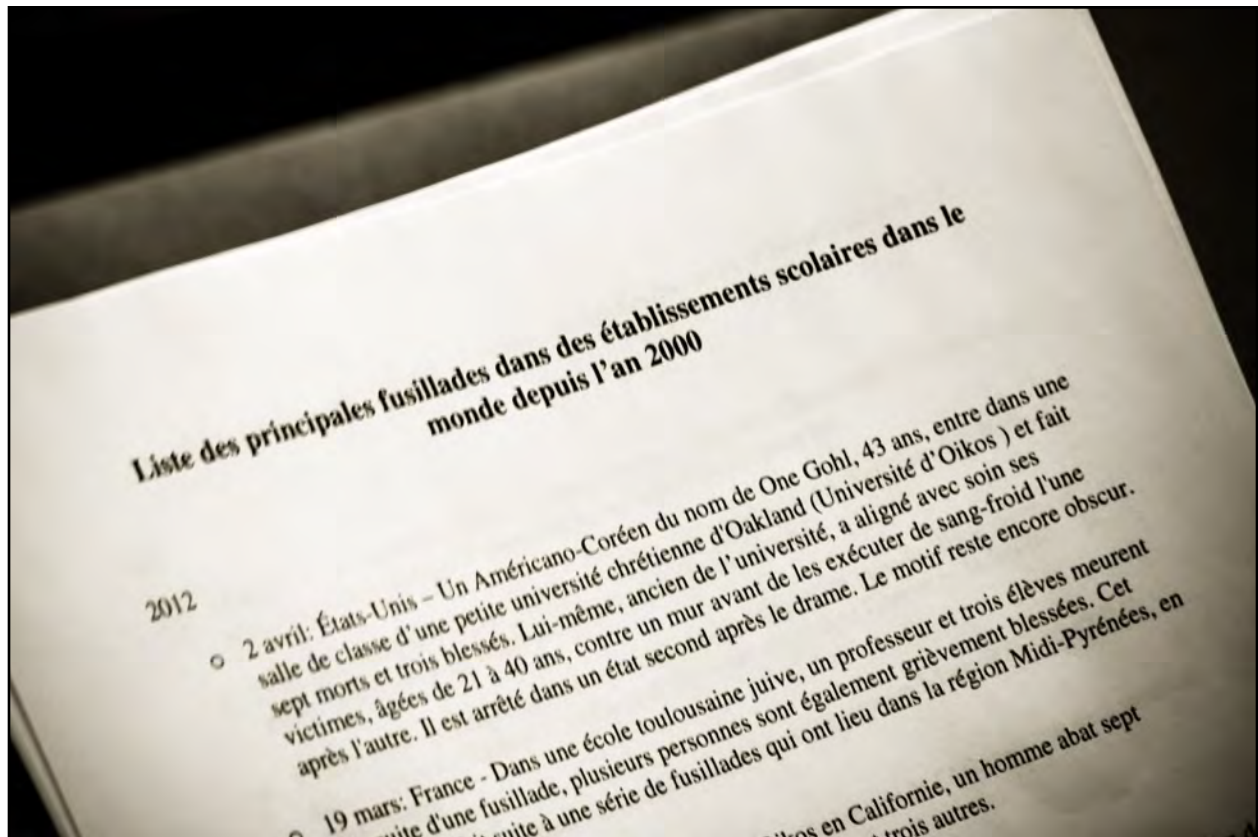 Liste des principales fusillades dans des établissements scolaires dans le
monde depuis l'an 2000
2012
2 avril: États-Unis – Un Américano-Coréen du nom de One Gohl, 43 ans, entre dans une
salle de classe d'une petite université chrétienne d'Oakland (Université d'Oikos ) et fait
sept morts et trois blessés. Lui-même, ancien de l'université, a aligné avec soin ses
victimes, âgées de 21 à 40 ans, contre un mur avant de les exécuter de sang-froid l'une
après l'autre. Il est arrêté dans un état second après le drame. Le motif reste encore obscur.
19 mars: France - Dans une école toulousaine juive, un professeur et trois élèves meurent
d'une fusillade, plusieurs personnes sont également grièvement blessées. Cet
suite à une série de fusillades qui ont lieu dans la région Midi-Pyrénées, en
en Californie, un homme abat sept
trois autres.